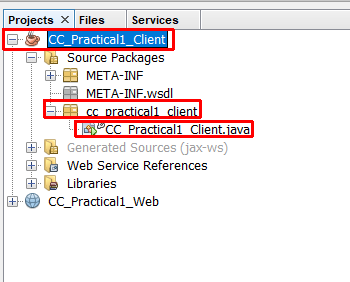 Projects × Files Services
CC_Practical1_Client
Source Packages
META-INF
META-INF.wsdl
cc_practical1_client
CC_Practical1_Client.java
Generated Sources (jax-ws)
Web Service References
Libraries
CC_Practical1_Web